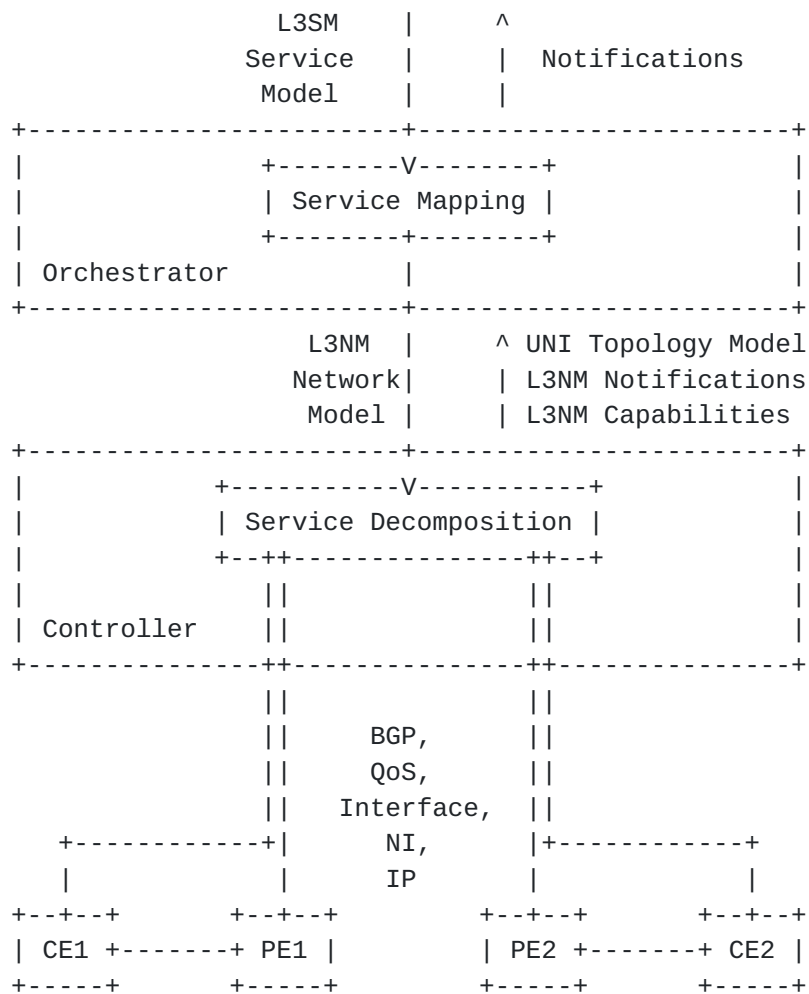 L3SM | ^
Service | | Notifications
Model | |
+------------------------+------------------------+
| +--------V--------+ |
| | Service Mapping | |
| +--------+--------+ |
| Orchestrator | |
+------------------------+------------------------+
L3NM | ^ UNI Topology Model
Network| | L3NM Notifications
Model | | L3NM Capabilities
+------------------------+------------------------+
| +-----------V-----------+ |
| | Service Decomposition | |
| +--++---------------++--+ |
| || || |
| Controller || || |
+---------------++---------------++---------------+
|| ||
|| BGP, ||
|| QoS, ||
|| Interface, ||
+------------+| NI, |+------------+
| | IP | |
+--+--+ +--+--+ +--+--+ +--+--+
| CE1 +-------+ PE1 | | PE2 +-------+ CE2 |
+-----+ +-----+ +-----+ +-----+